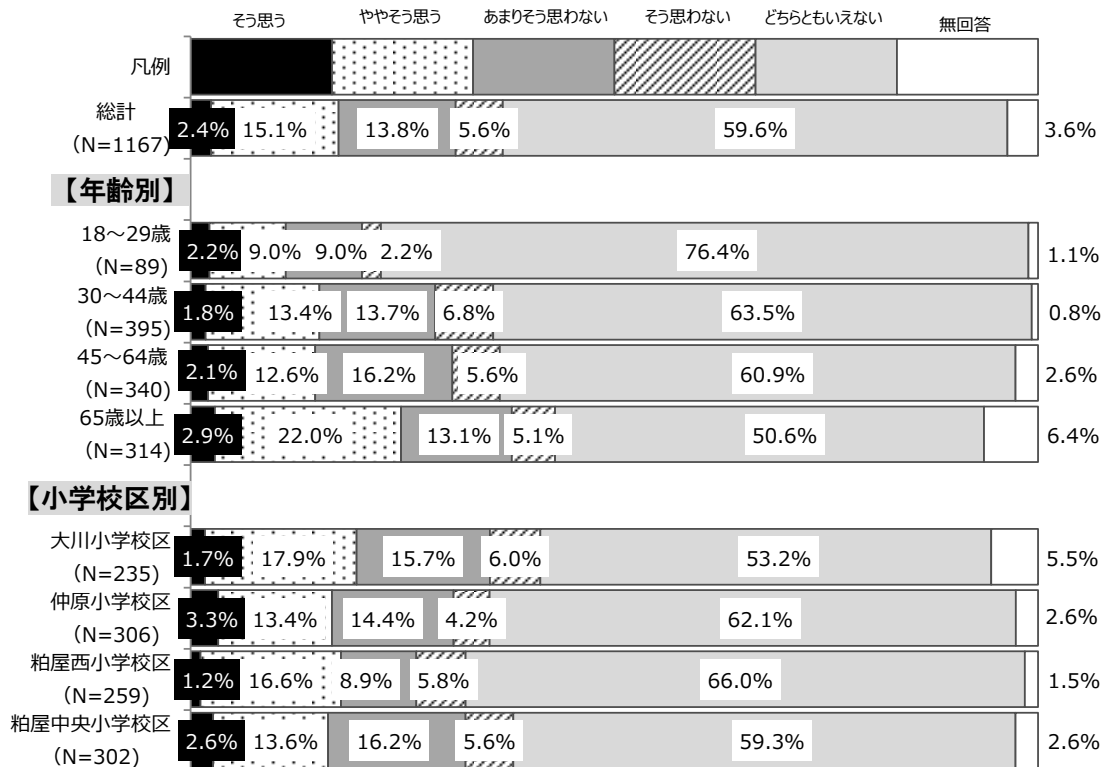 そう思う ややそう思う あまりそう思わない そう思わない どちらともいえない 無回答
凡例
総計
(N=1167)
2.4% 15.1% 13.8% 5.6% 59.6% 3.6%
【年齢別】
18~29歳
(N=89)
2.2% 9.0% 9.0% 2.2% 76.4% 1.1%
30~44歳
(N=395)
1.8% 13.4% 13.7% 6.8% 63.5% 0.8%
45~64歳
(N=340)
2.1% 12.6% 16.2% 5.6% 60.9% 2.6%
65歳以上
(N=314)
2.9% 22.0% 13.1% 5.1% 50.6% 6.4%
【小学校区別】
大川小学校区
(N=235)
1.7% 17.9% 15.7% 6.0% 53.2% 5.5%
仲原小学校区
(N=306)
3.3% 13.4% 14.4% 4.2% 62.1% 2.6%
粕屋西小学校区
(N=259)
1.2% 16.6% 8.9% 5.8% 66.0% 1.5%
粕屋中央小学校区
(N=302)
2.6% 13.6% 16.2% 5.6% 59.3% 2.6%